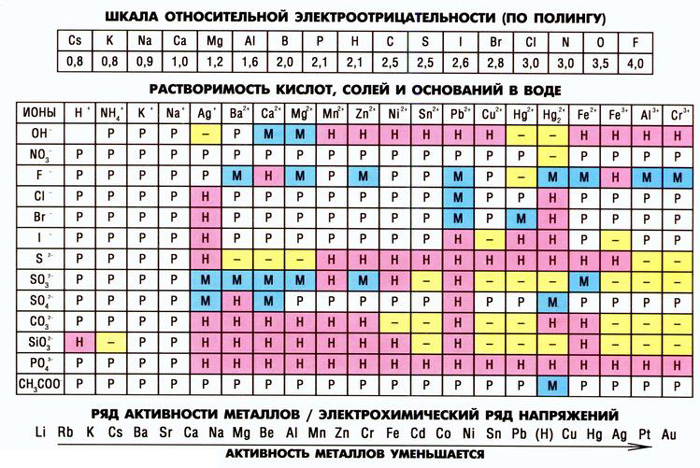 ШКАЛА ОТНОСИТЕЛЬНОЙ ЭЛЕКТРООТРИЦАТЕЛЬНОСТИ (ПО ПОЛИНГУ)
Cs K Na Ca Mg Al B P H C S I Br Cl N O F
0,8 0,8 0,9 1,0 1,2 1,6 2,0 2,1 2,1 2,5 2,5 2,6 2,8 3,0 3,0 3,5 4,0
РАСТВОРИМОСТЬ КИСЛОТ, СОЛЕЙ И ОСНОВАНИЙ В ВОДЕ
ИОНЫ H⁺ NH₄⁺ K⁺ Na⁺ Ag⁺ Ba²⁺ Ca²⁺ Mg²⁺ Mn²⁺ Zn²⁺ Ni²⁺ Sn²⁺ Pb²⁺ Cu²⁺ Hg²⁺ Hg₂²⁺ Fe²⁺ Fe³⁺ Al³⁺ Cr³⁺
OH⁻ Р Р Р – Р М М Н Н Н Н Н Н – – Н Н Н Н
NO₃⁻ Р Р Р Р Р Р Р Р Р Р Р Р Р Р Р – Р Р Р Р
F⁻ Р Р Р Р Р М Н М Р М Р Р М Р – М М Н М М
Cl⁻ Р Р Р Р Н Р Р Р Р Р Р Р М Р Р Н Р Р Р Р
Br⁻ Р Р Р Р Н Р Р Р Р Р Р Р М Р М Н Р Р Р Р
I⁻ Р Р Р Р Н Р Р Р Р Р Р Р Н – Н Н Р – Р Р
S²⁻ Р Р Р Р Н – – – Н Н Н Н Н Н Н Н Н Н – –
SO₃²⁻ Р Р Р Р М М М М Н М Н – Н – – – М – – –
SO₄²⁻ Р Р Р Р М Н М Р Р Р Р Р Н Р Р М Р Р Р Р
CO₃²⁻ Р Р Р Р Н Н Н Н Н Н – – Н – – Н Н – – –
SiO₃²⁻ Н – Р Р Н Н Н Н Н Н Н – Н – – Н Н – – –
PO₄³⁻ Р Р Р Р Н Н Н Н Н Н Н Н Н Н Н Н Н Н Н Н
CH₃COO⁻ Р Р Р Р Р Р Р Р Р Р Р Р Р Р Р М Р Р Р Р
РЯД АКТИВНОСТИ МЕТАЛЛОВ / ЭЛЕКТРОХИМИЧЕСКИЙ РЯД НАПРЯЖЕНИЙ
Li Rb K Cs Ba Sr Ca Na Mg Be Al Mn Zn Cr Fe Cd Co Ni Sn Pb (H) Cu Hg Ag Pt Au
АКТИВНОСТЬ МЕТАЛЛОВ УМЕНЬШАЕТСЯ